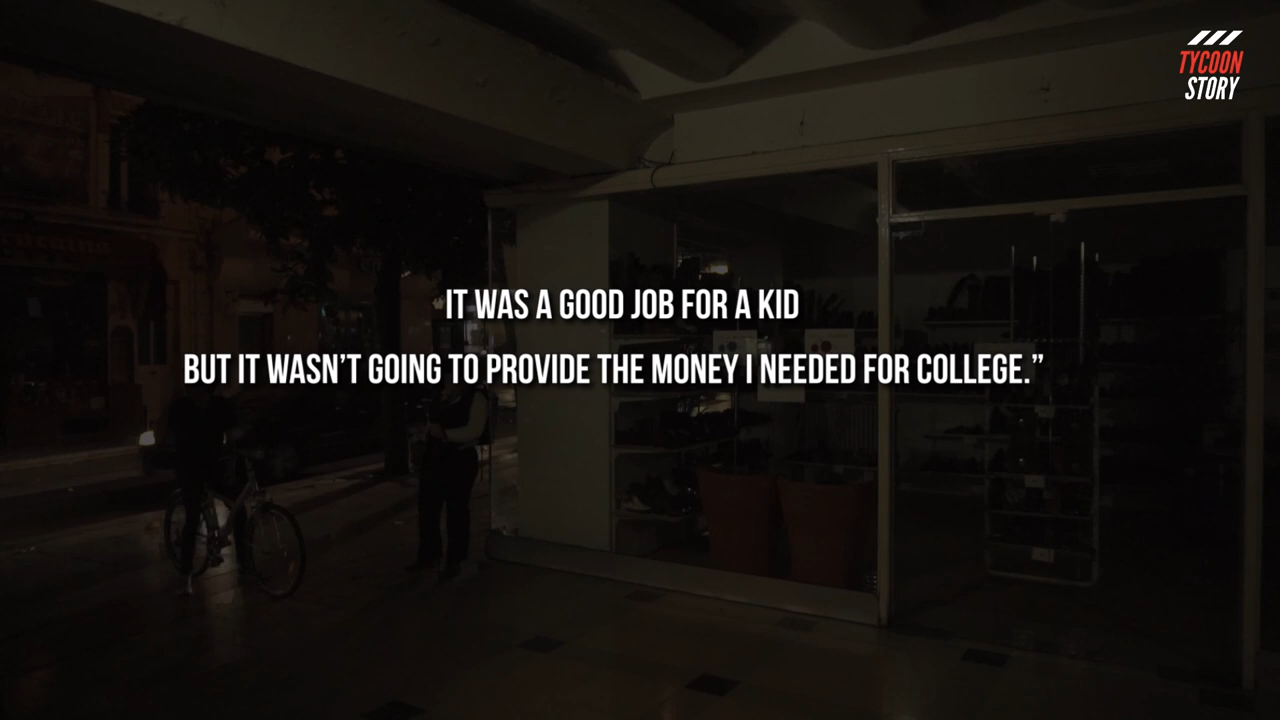 TYCOON
STORY
IT WAS A GOOD JOB FOR A KID
BUT IT WASN'T GOING TO PROVIDE THE MONEY I NEEDED FOR COLLEGE.”